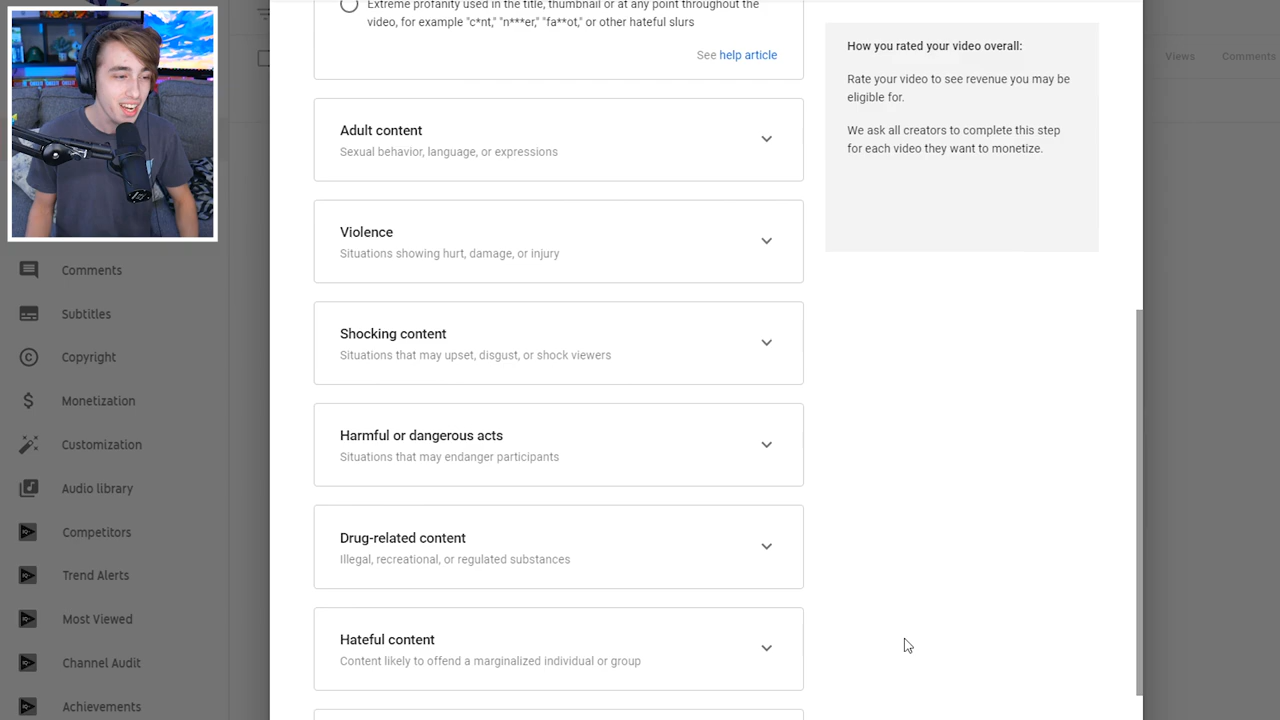 Extreme profanity used in the title, thumbnail or at any point throughout the
video, for example "c*nt," "n***er," "fa**ot," or other hateful slurs
See help article
Adult content
Sexual behavior, language, or expressions
Violence
Situations showing hurt, damage, or injury
Shocking content
Situations that may upset, disgust, or shock viewers
Harmful or dangerous acts
Situations that may endanger participants
Drug-related content
Illegal, recreational, or regulated substances
Hateful content
Content likely to offend a marginalized individual or group
How you rated your video overall:
Rate your video to see revenue you may be
eligible for.
We ask all creators to complete this step
for each video they want to monetize.
Views
Comments
Comments
Subtitles
Copyright
Monetization
Customization
Audio library
Competitors
Trend Alerts
Most Viewed
Channel Audit
Achievements